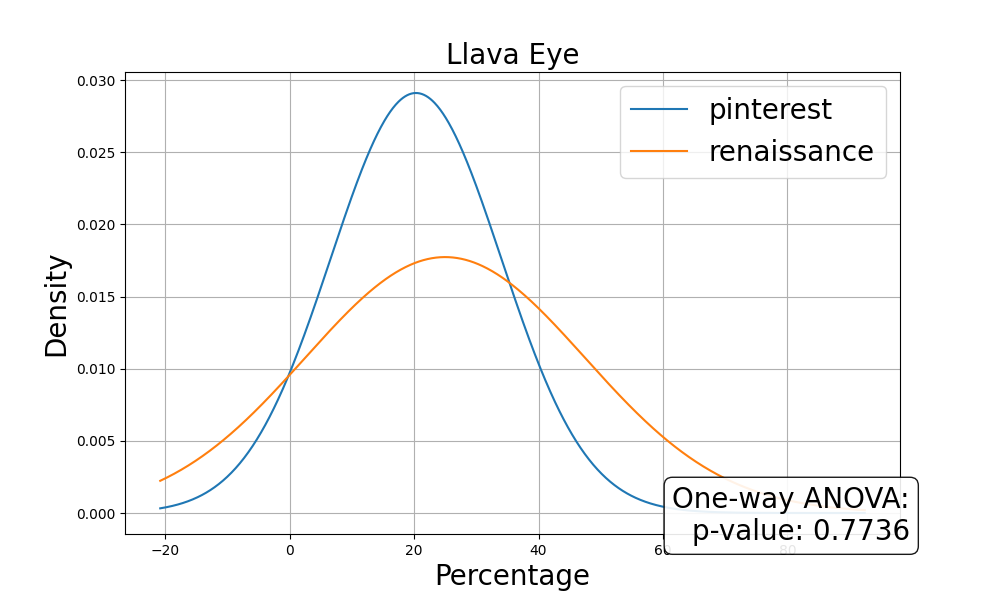 Llava Eye
pinterest
renaissance
Density
0.030
0.025
0.020
0.015
0.010
0.005
0.000
−20
0
20
40
60
80
One-way ANOVA:
p-value: 0.7736
Percentage